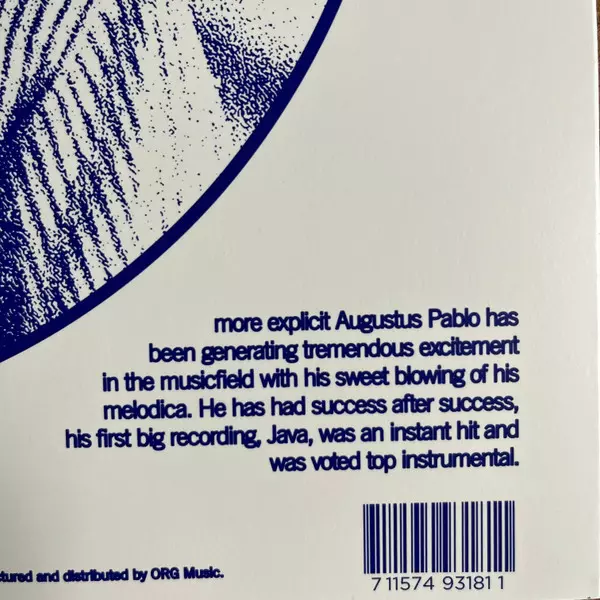 more explicit Augustus Pablo has
been generating tremendous excitement
in the musicfield with his sweet blowing of his
melodica. He has had success after success,
his first big recording, Java, was an instant hit and
was voted top instrumental.
and distributed by ORG Music.
7 11574 93181 1